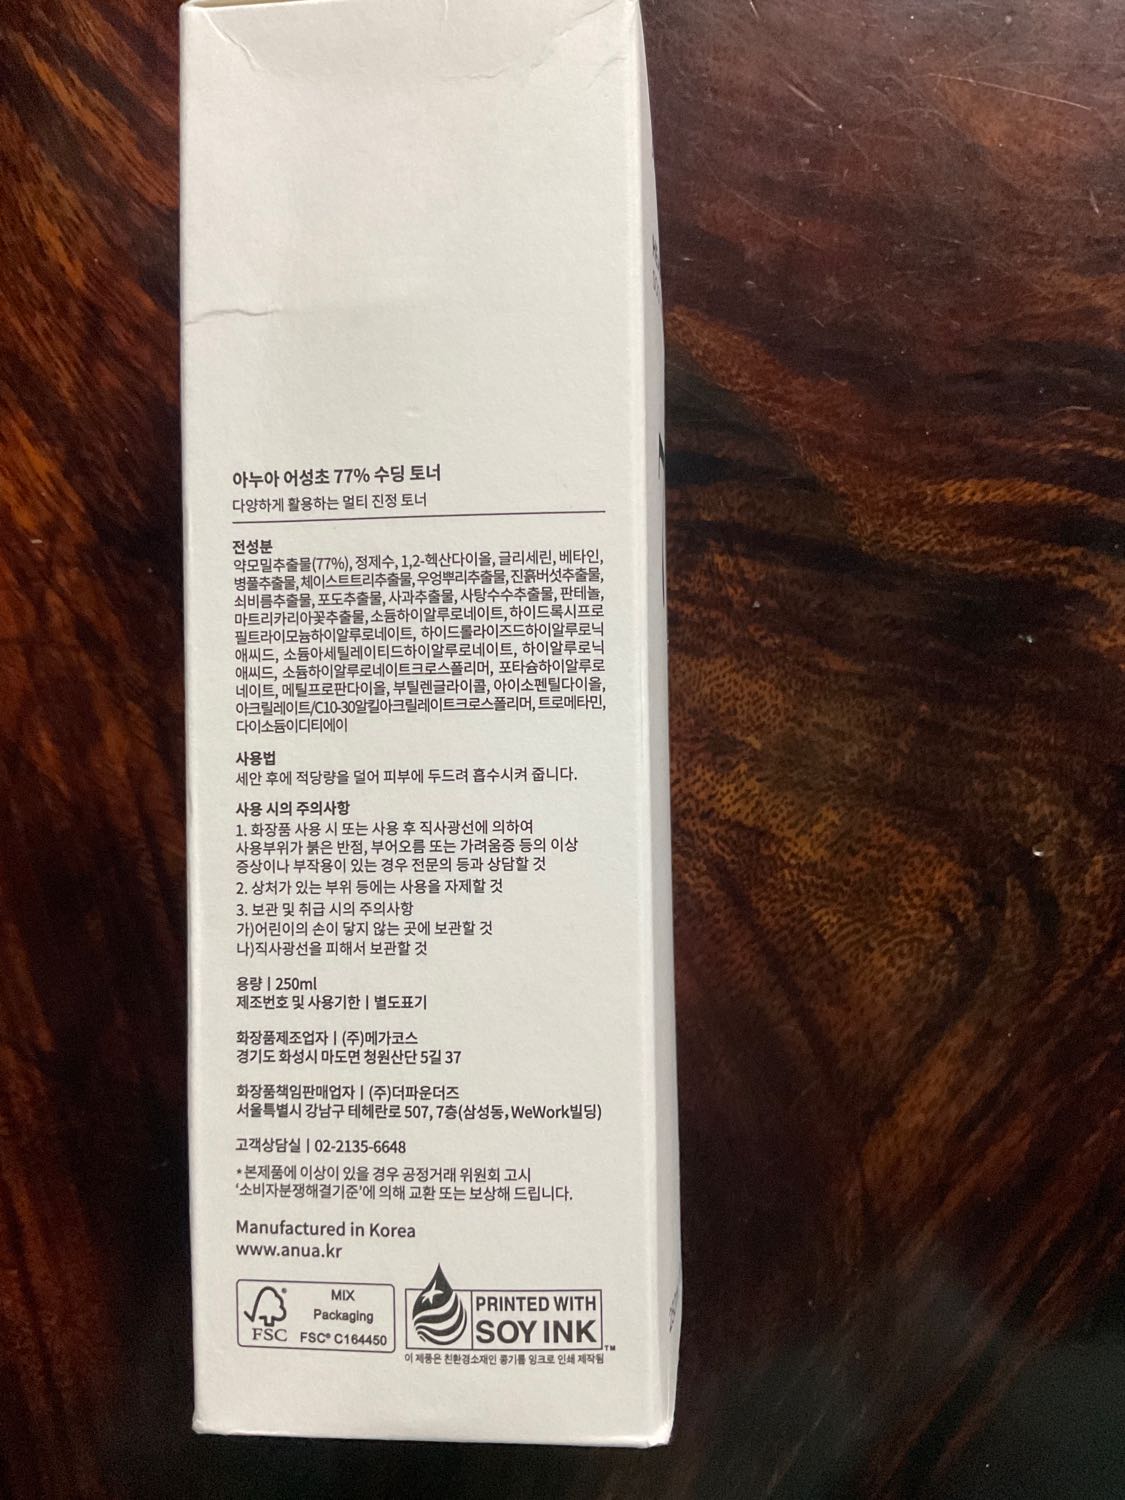 아누아 어성초 77% 수딩 토너
다양하게 활용하는 멀티 진정 토너
전성분
약모밀추출물(77%), 정제수, 1,2-헥산다이올, 글리세린, 베타인,
병풀추출물, 체이스트트리추출물, 우엉뿌리추출물, 진흙버섯추출물,
쇠비름추출물, 포도추출물, 사과추출물, 사탕수수추출물, 판테놀,
마트리카리아꽃추출물, 소듐하이알루로네이트, 하이드록시프로
필트라이모늄하이알루로네이트, 하이드롤라이즈드하이알루로닉
애씨드, 소듐아세틸레이티드하이알루로네이트, 하이알루로닉
애씨드, 소듐하이알루로네이트크로스폴리머, 포타슘하이알루로
네이트, 메틸프로판다이올, 부틸렌글라이콜, 아이소펜틸다이올,
아크릴레이트/C10-30알킬아크릴레이트크로스폴리머, 트로메타민,
다이소듐이디티에이
사용법
세안 후에 적당량을 덜어 피부에 두드려 흡수시켜 줍니다.
사용 시의 주의사항
1. 화장품 사용 시 또는 사용 후 직사광선에 의하여
사용부위가 붉은 반점, 부어오름 또는 가려움증 등의 이상
증상이나 부작용이 있는 경우 전문의 등과 상담할 것
2. 상처가 있는 부위 등에는 사용을 자제할 것
3. 보관 및 취급 시의 주의사항
가)어린이의 손이 닿지 않는 곳에 보관할 것
나)직사광선을 피해서 보관할 것
용량 | 250ml
제조번호 및 사용기한 | 별도표기
화장품제조업자 | (주)메가코스
경기도 화성시 마도면 청원산단 5길 37
화장품책임판매업자 | (주)더파운더즈
서울특별시 강남구 테헤란로 507, 7층(삼성동, WeWork빌딩)
고객상담실 | 02-2135-6648
*본제품에 이상이 있을 경우 공정거래 위원회 고시
'소비자분쟁해결기준'에 의해 교환 또는 보상해 드립니다.
Manufactured in Korea
www.anua.kr
FSC
MIX
Packaging
FSC® C164450
PRINTED WITH
SOY INK™
이 제품은 친환경소재인 콩기름 잉크로 인쇄 제작됨